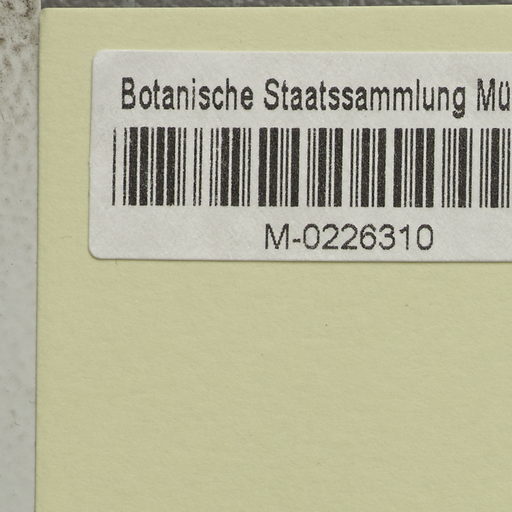 Botanische Staatssammlung Mü
M-0226310